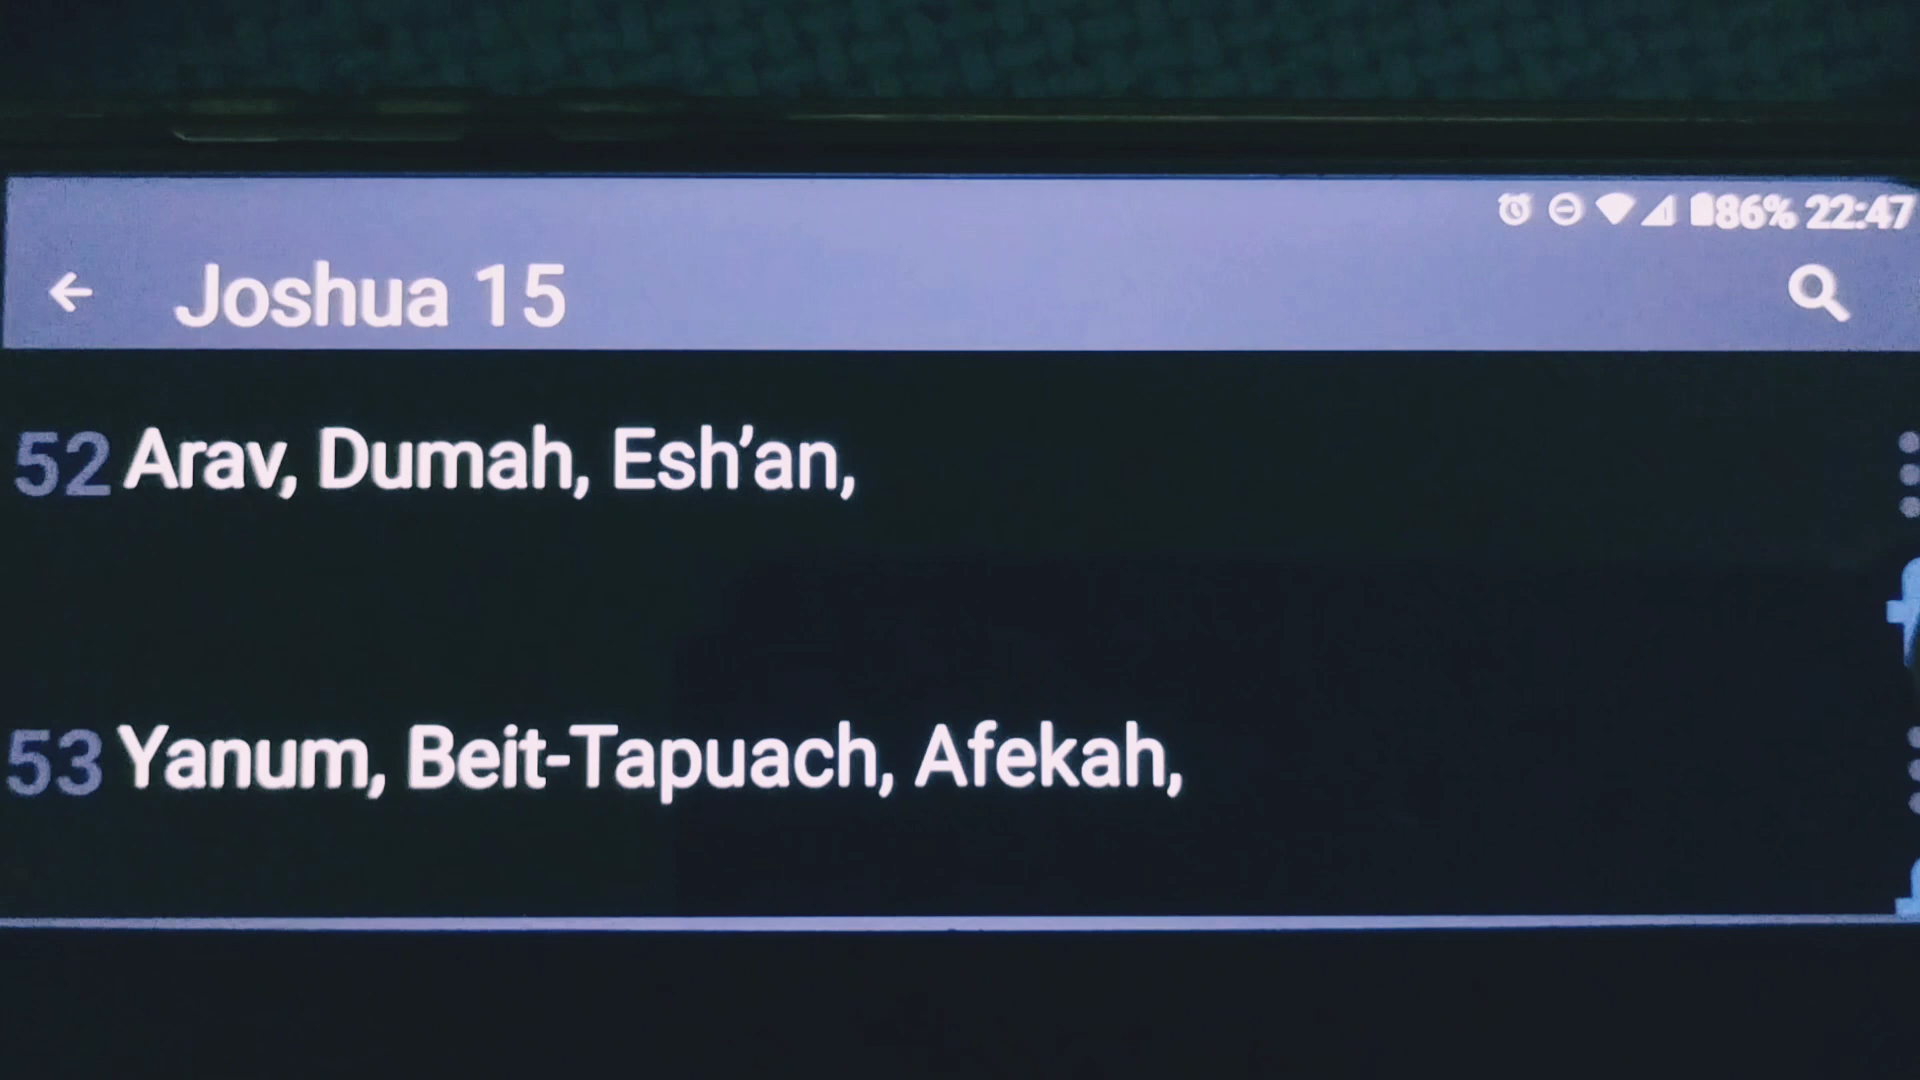 86% 22:47
Joshua 15
52 Arav, Dumah, Esh’an,
53 Yanum, Beit-Tapuach, Afekah,